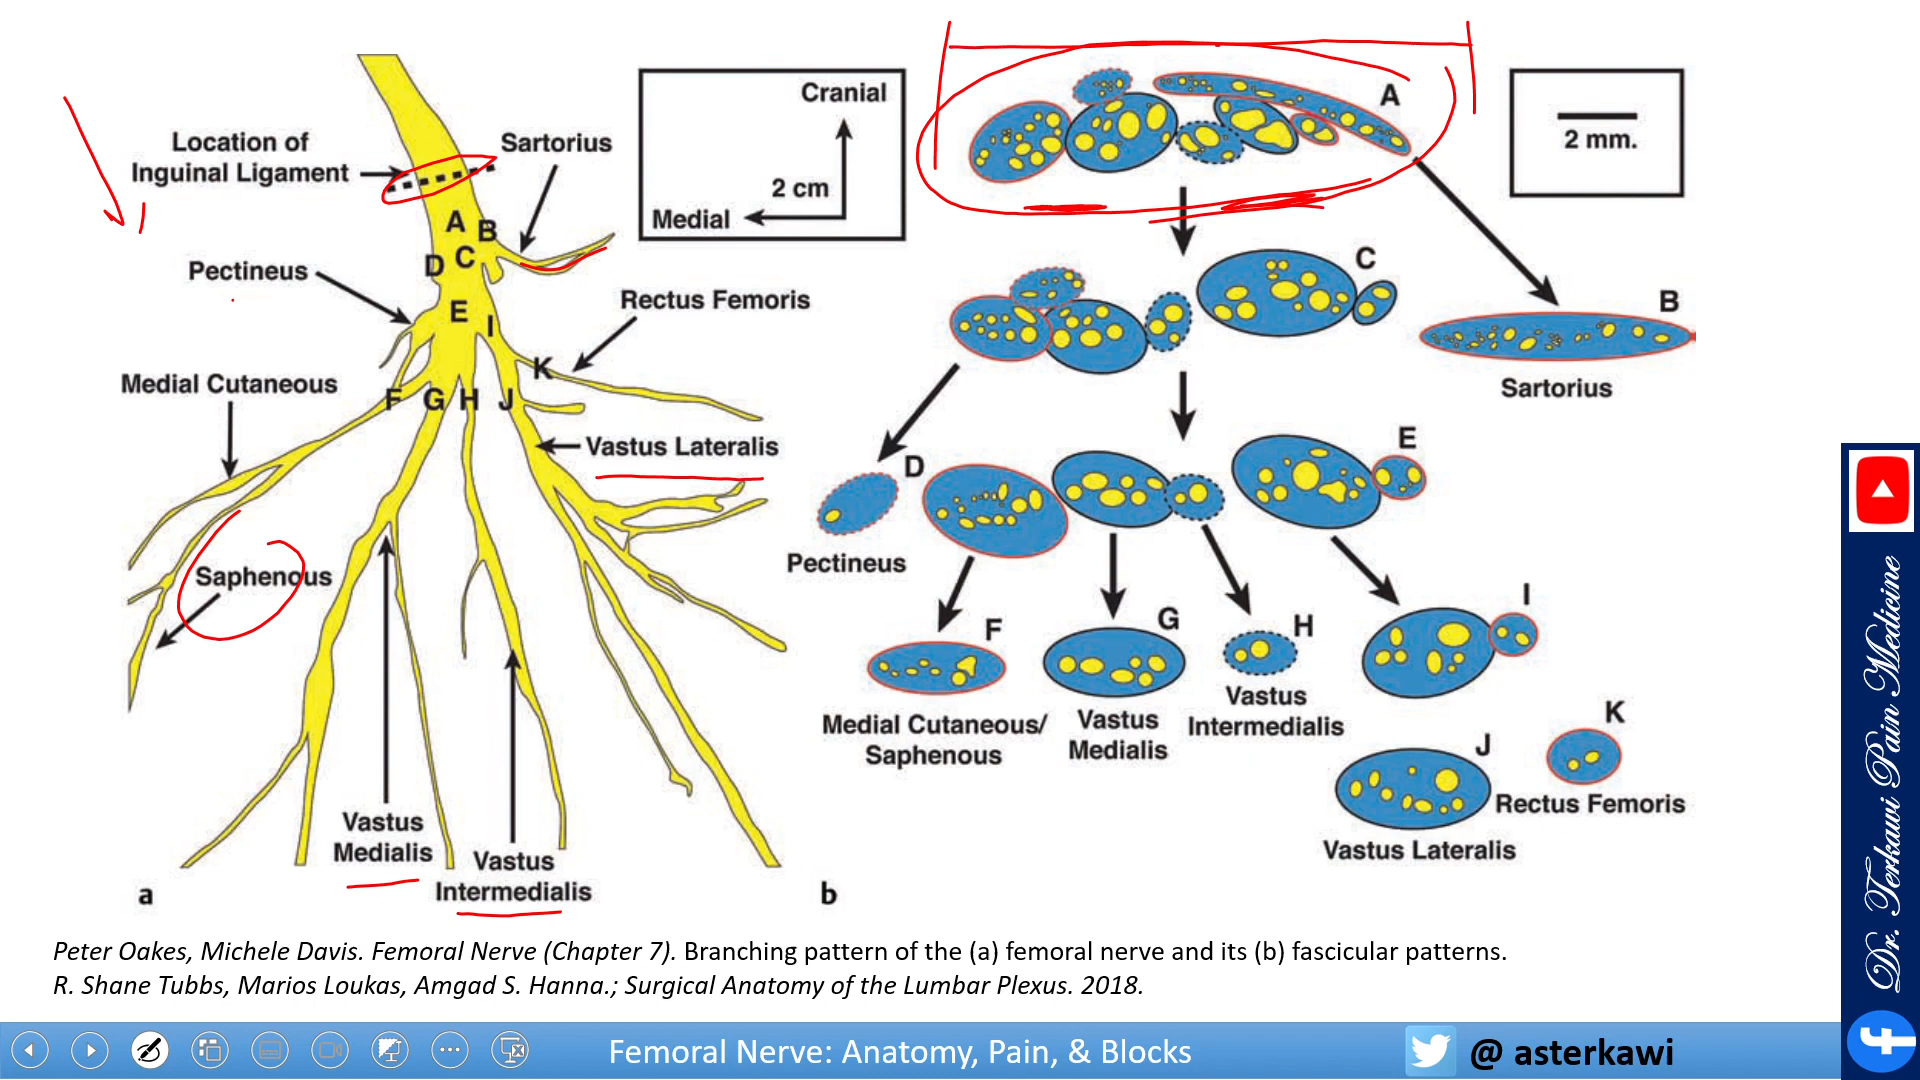 Location of
Inguinal Ligament
Sartorius
Cranial
2 cm
Medial
A
B
C
D
E
I
K
F
G
H
J
Pectineus
Rectus Femoris
Medial Cutaneous
Vastus Lateralis
Saphenous
Vastus
Medialis
Vastus
Intermedialis
a
A
2 mm.
C
B
Sartorius
E
D
Pectineus
F
G
H
I
Medial Cutaneous/
Saphenous
Vastus
Medialis
Vastus
Intermedialis
K
J
Rectus Femoris
Vastus Lateralis
b
Peter Oakes, Michele Davis. Femoral Nerve (Chapter 7). Branching pattern of the (a) femoral nerve and its (b) fascicular patterns.
R. Shane Tubbs, Marios Loukas, Amgad S. Hanna.; Surgical Anatomy of the Lumbar Plexus. 2018.
Femoral Nerve: Anatomy, Pain, & Blocks
@ asterkawi
Dr. Terkawi Pain Medicine